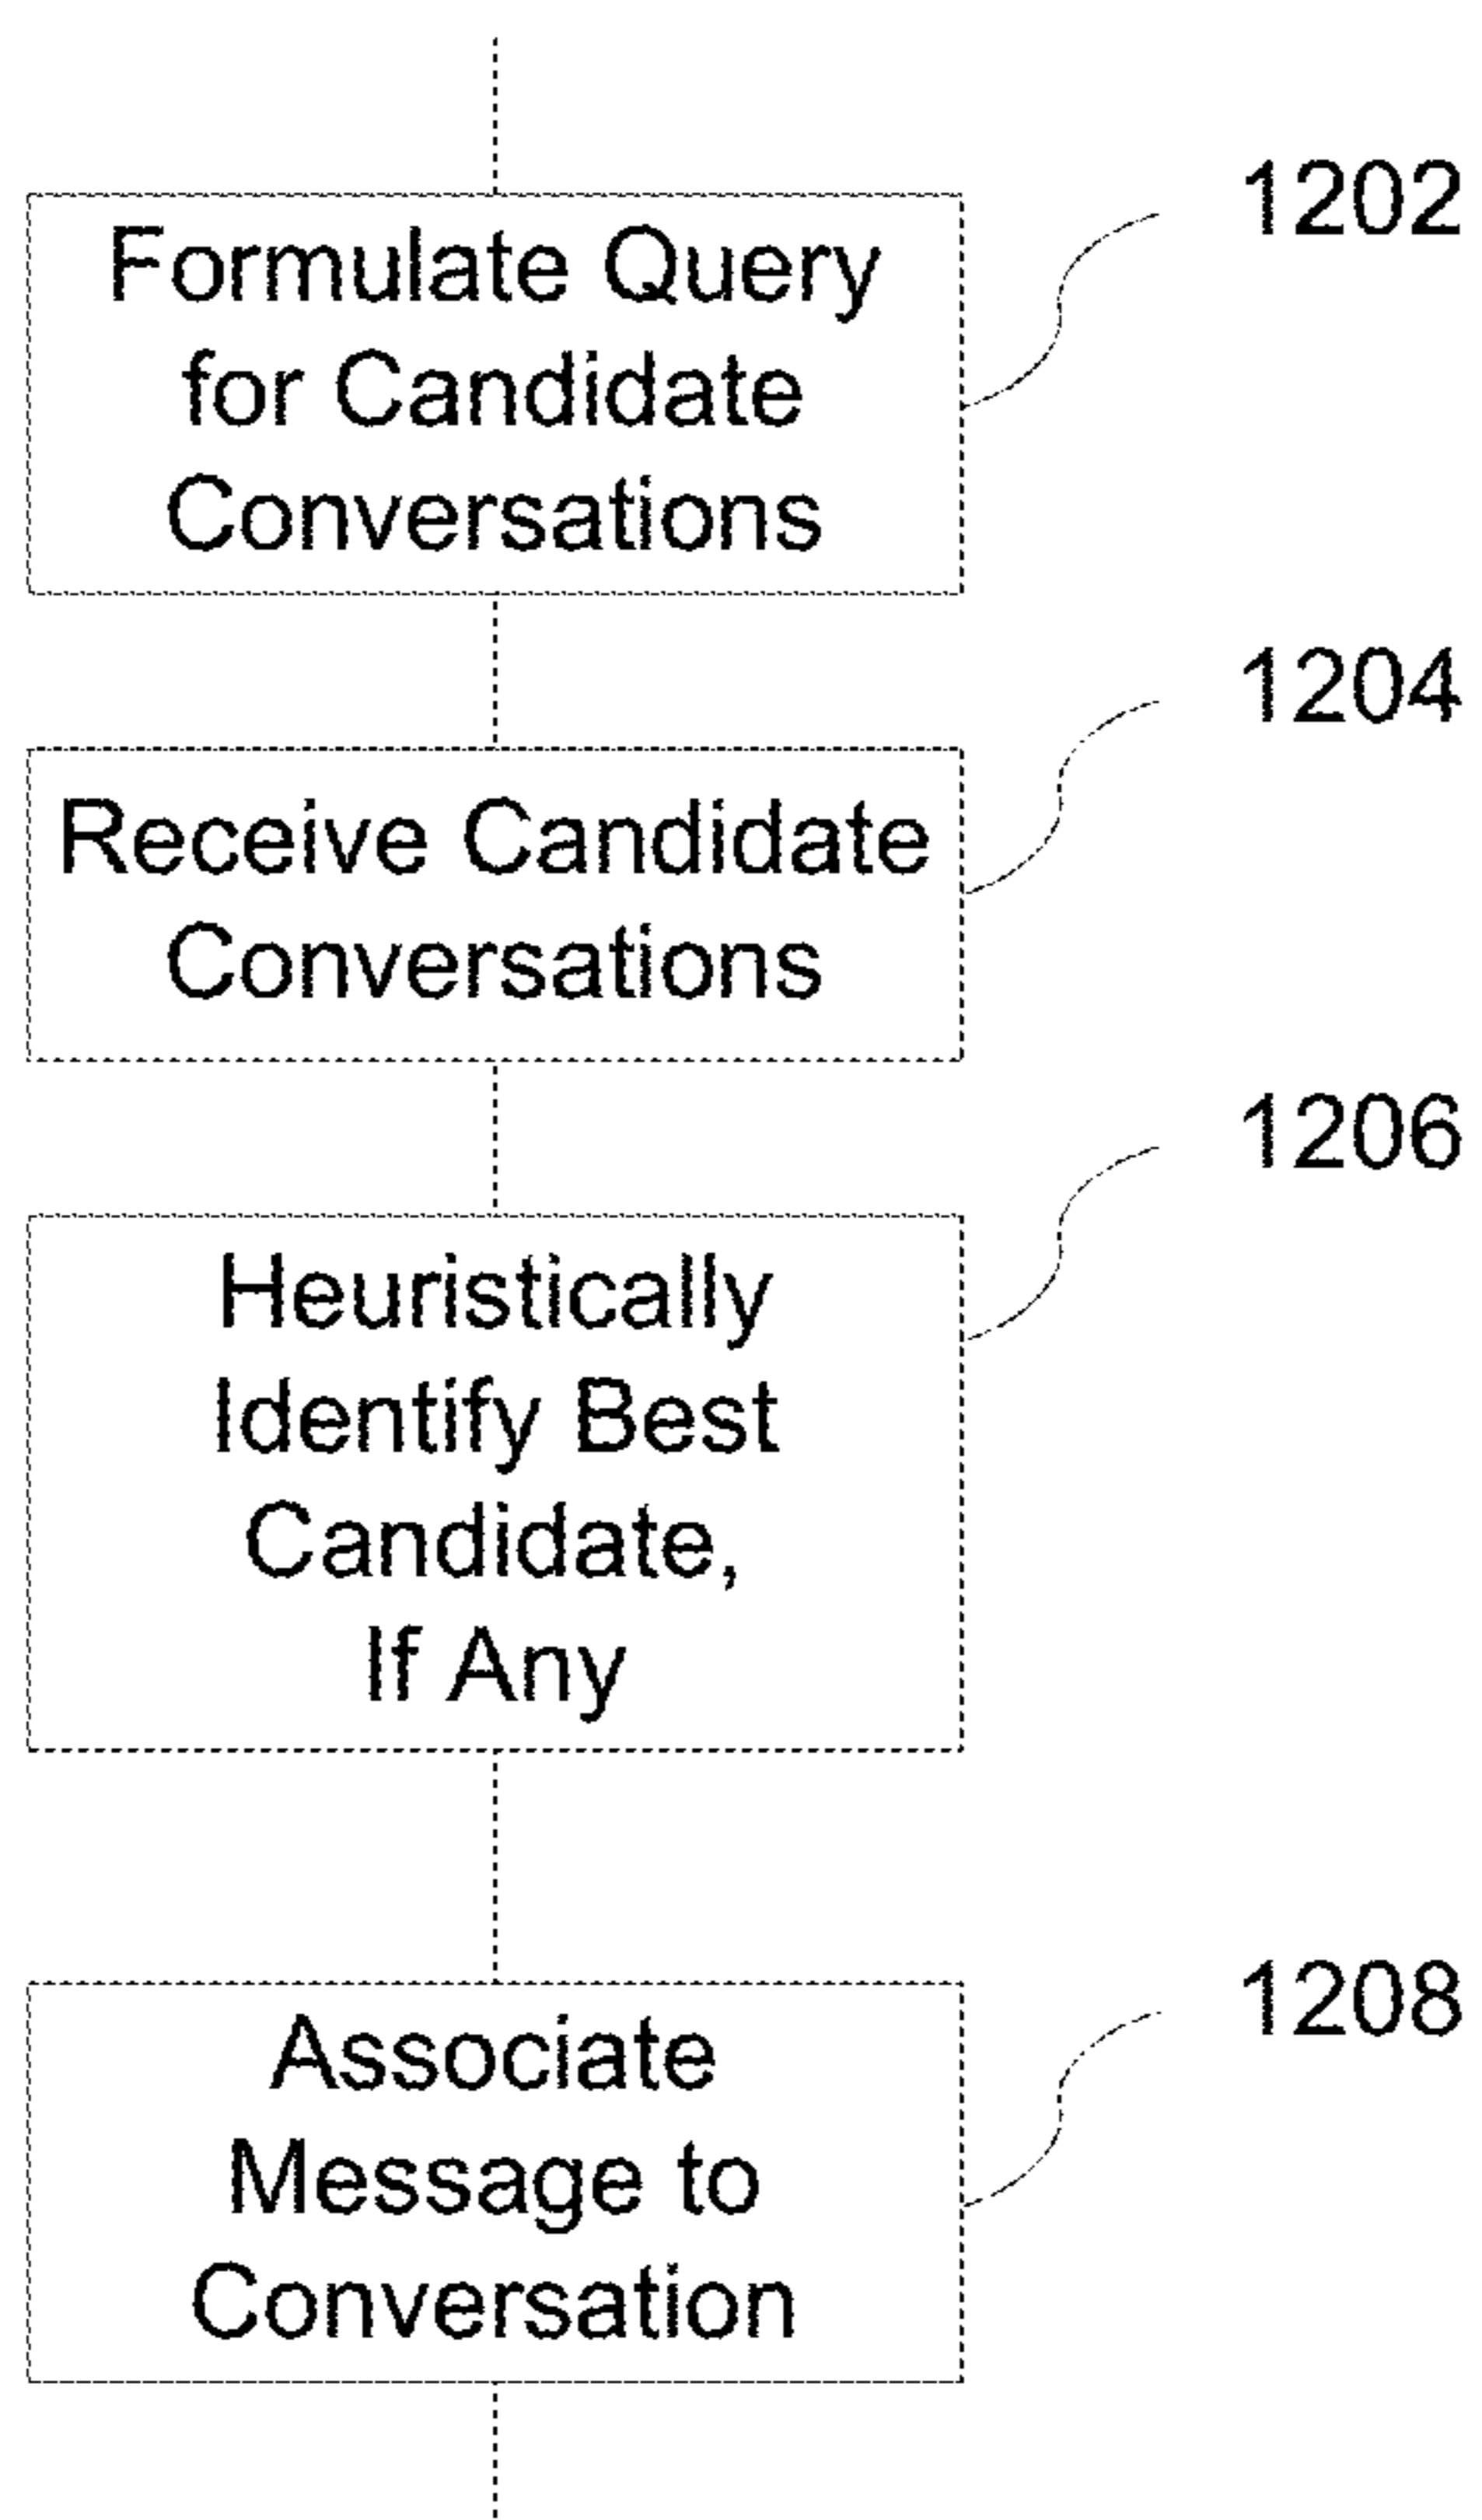 1202
Formulate Query
for Candidate
Conversations
1204
Receive Candidate
Conversations
1206
Heuristically
Identify Best
Candidate,
If Any
1208
Associate
Message to
Conversation